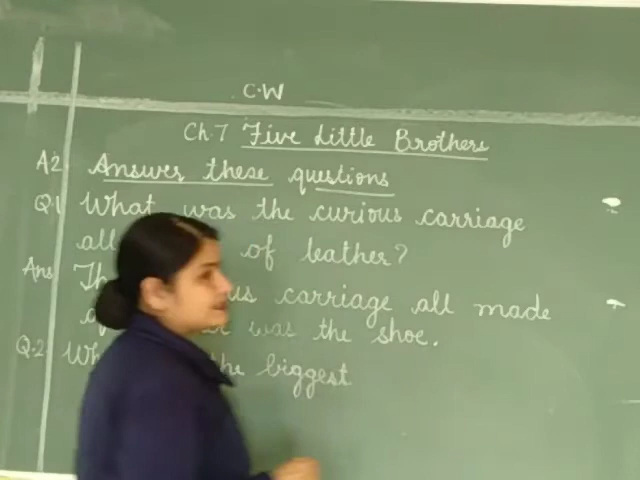 C.W
Ch.7 Five Little Brothers
A2. Answer these questions
Q1 What was the curious carriage
all of leather?
Ans carriage all made
was the shoe.
Q.2 the biggest